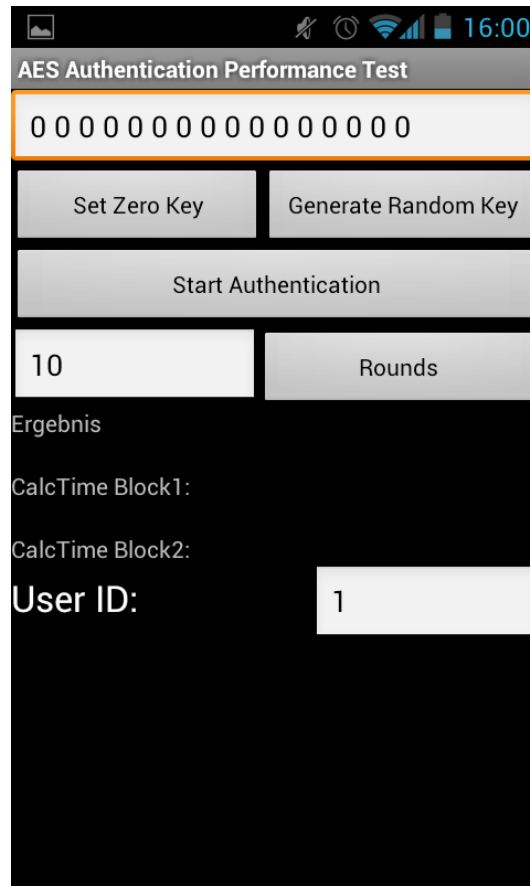 16:00
AES Authentication Performance Test
0 0 0 0 0 0 0 0 0 0 0 0 0 0 0 0
Set Zero Key Generate Random Key
Start Authentication
10 Rounds
Ergebnis
CalcTime Block1:
CalcTime Block2:
User ID: 1